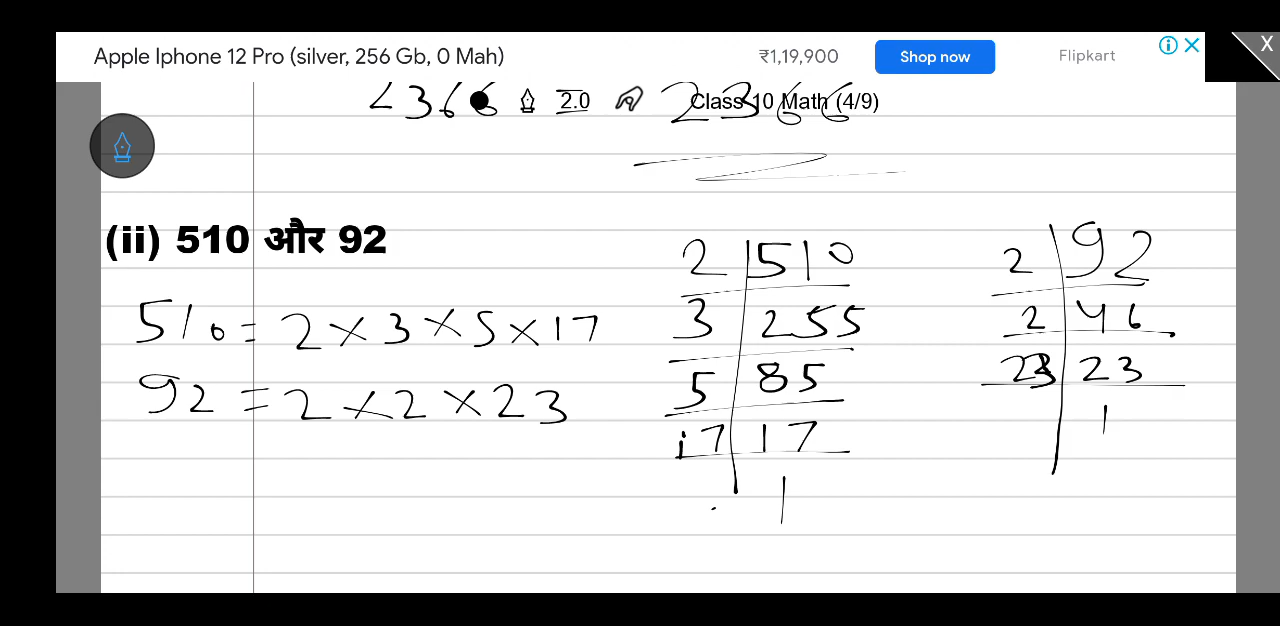 Apple Iphone 12 Pro (silver, 256 Gb, 0 Mah) ₹1,19,900 Shop now Flipkart
2366 2.0 2366 Class 10 Math (4/9)
(ii) 510 और 92
510 = 2 × 3 × 5 × 17
92 = 2 × 2 × 23
2 | 510
3 | 255
5 | 85
17 | 17
1
2 | 92
2 | 46
23 | 23
1
X